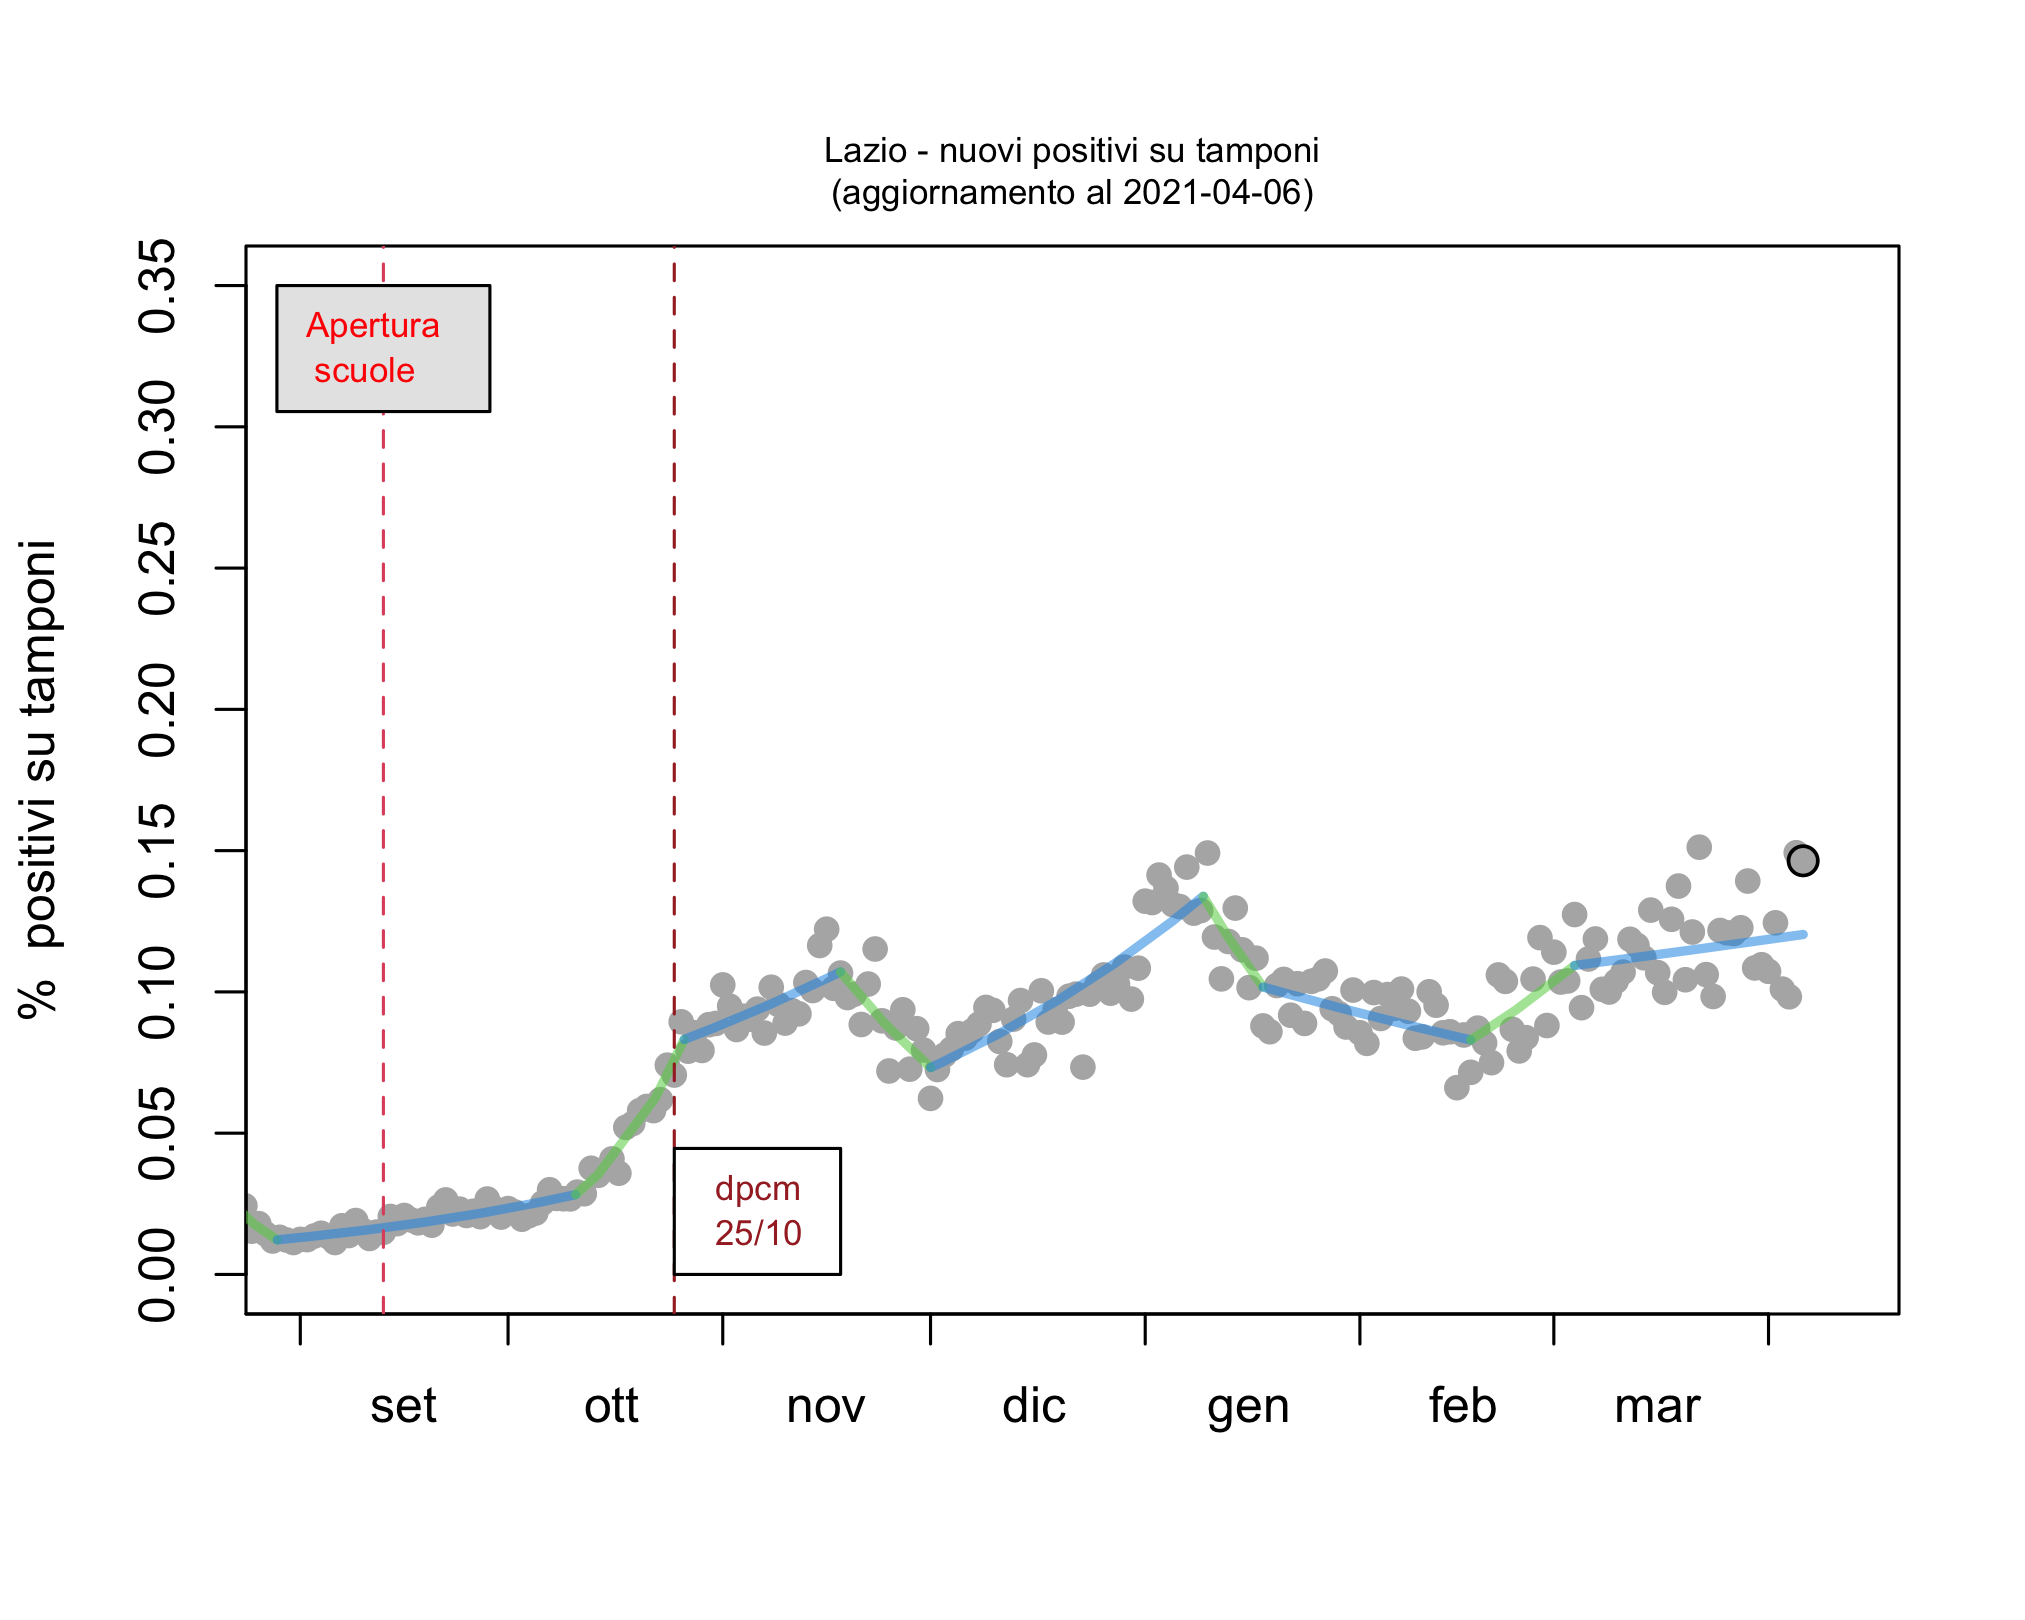 Lazio - nuovi positivi su tamponi
(aggiornamento al 2021-04-06)
% positivi su tamponi
0.35
0.30
0.25
0.20
0.15
0.10
0.05
0.00
Apertura
scuole
dpcm
25/10
set ott nov dic gen feb mar